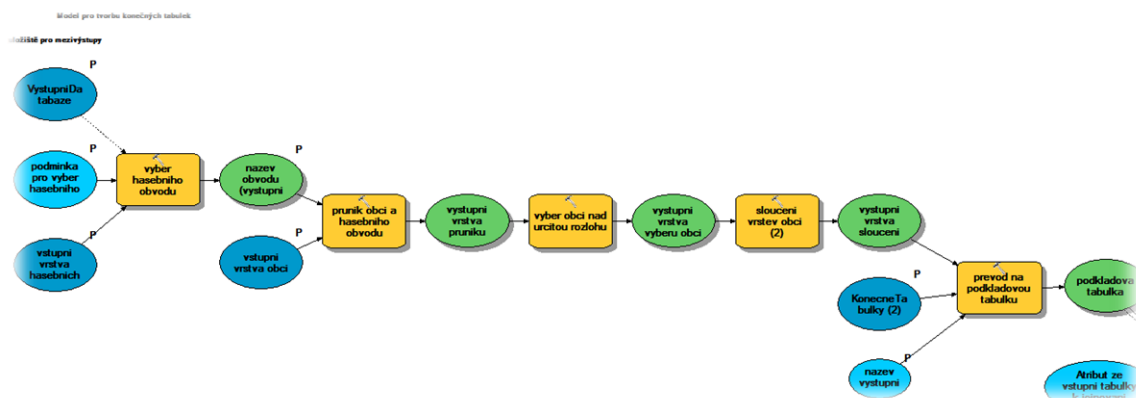 Model pro tvorbu konečných tabulek
pro mezivýstupy
P
VystupniDa
tabaze
P
podminka
pro vyber
hasebního
vyber
hasebniho
obvodu
P
nazev
obvodu
(vystupni
P
vstupni
vrstva
hasebnich
P
vstupni
vrstva obci
prunik obci a
hasebniho
obvodu
vystupni
vrstva
pruniku
vyber obci nad
urcitou rozlohu
vystupni
vrstva
vyberu obci
slouceni
vrstev obci
(2)
vystupni
vrstva
slouceni
P
KonecneTa
bulky (2)
prevod na
podkladovou
tabulku
podkladova
tabulka
P
nazev
vystupni
Atribut ze
vstupni tabulky